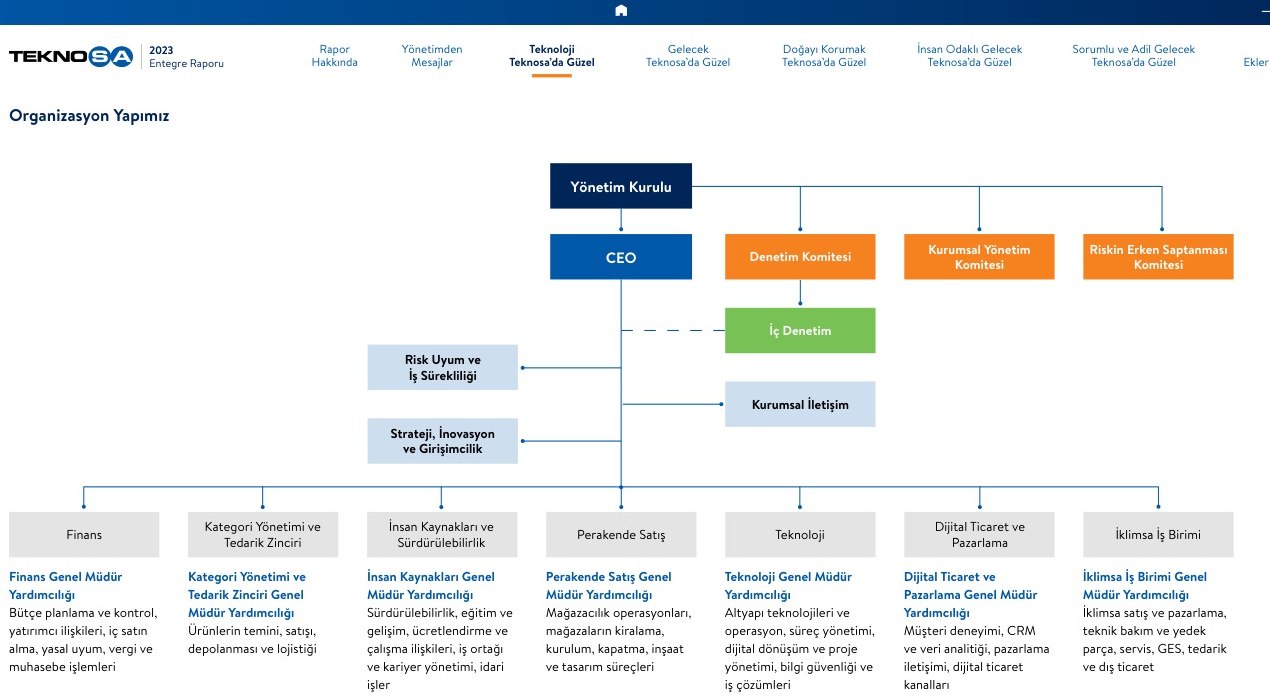 TEKNOSA
2023
Entegre Raporu
Rapor
Hakkında
Yönetimden
Mesajlar
Teknoloji
Teknosa’da Güzel
Gelecek
Teknosa’da Güzel
Doğayı Korumak
Teknosa’da Güzel
İnsan Odaklı Gelecek
Teknosa’da Güzel
Sorumlu ve Adil Gelecek
Teknosa’da Güzel
Ekler
Organizasyon Yapımız
Yönetim Kurulu
CEO
Denetim Komitesi
Kurumsal Yönetim
Komitesi
Riskin Erken Saptanması
Komitesi
İç Denetim
Risk Uyum ve
İş Sürekliliği
Kurumsal İletişim
Strateji, İnovasyon
ve Girişimcilik
Finans
Kategori Yönetimi ve
Tedarik Zinciri
İnsan Kaynakları ve
Sürdürülebilirlik
Perakende Satış
Teknoloji
Dijital Ticaret ve
Pazarlama
İklimsa İş Birimi
Finans Genel Müdür
Yardımcılığı
Bütçe planlama ve kontrol,
yatırımcı ilişkileri, iç satın
alma, yasal uyum, vergi ve
muhasebe işlemleri
Kategori Yönetimi ve
Tedarik Zinciri Genel
Müdür Yardımcılığı
Ürünlerin temini, satışı,
depolanması ve lojistiği
İnsan Kaynakları Genel
Müdür Yardımcılığı
Sürdürülebilirlik, eğitim ve
gelişim, ücretlendirme ve
çalışma ilişkileri, iş ortağı
ve kariyer yönetimi, idari
işler
Perakende Satış Genel
Müdür Yardımcılığı
Mağazacılık operasyonları,
mağazaların kiralama,
kurulum, kapatma, inşaat
ve tasarım süreçleri
Teknoloji Genel Müdür
Yardımcılığı
Altyapı teknolojileri ve
operasyon, süreç yönetimi,
dijital dönüşüm ve proje
yönetimi, bilgi güvenliği ve
iş çözümleri
Dijital Ticaret ve
Pazarlama Genel Müdür
Yardımcılığı
Müşteri deneyimi, CRM
ve veri analitiği, pazarlama
iletişimi, dijital ticaret
kanalları
İklimsa İş Birimi Genel
Müdür Yardımcılığı
İklimsa satış ve pazarlama,
teknik bakım ve yedek
parça, servis, GES, tedarik
ve dış ticaret